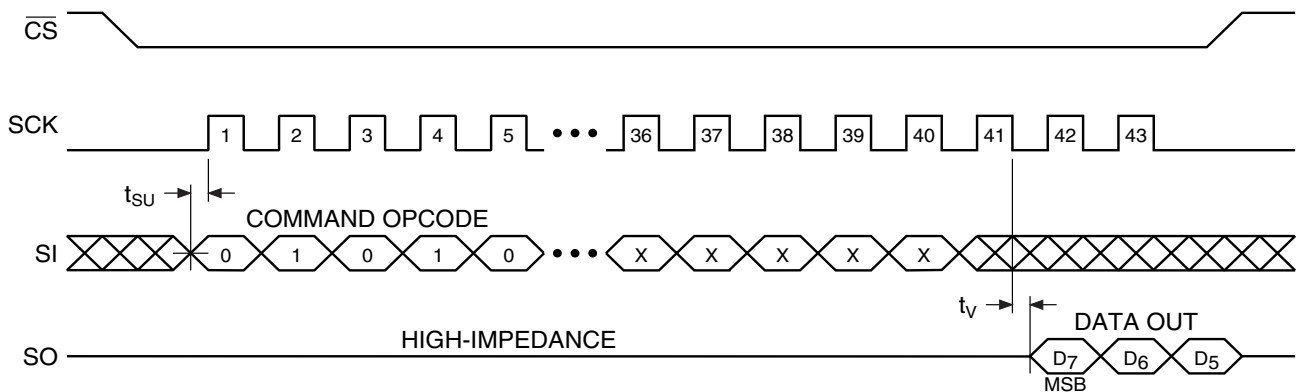 CS
SCK 1 2 3 4 5 ••• 36 37 38 39 40 41 42 43
tSU
COMMAND OPCODE
SI 0 1 0 1 0 ••• X X X X X
tV
HIGH-IMPEDANCE
DATA OUT
SO D7 D6 D5
MSB